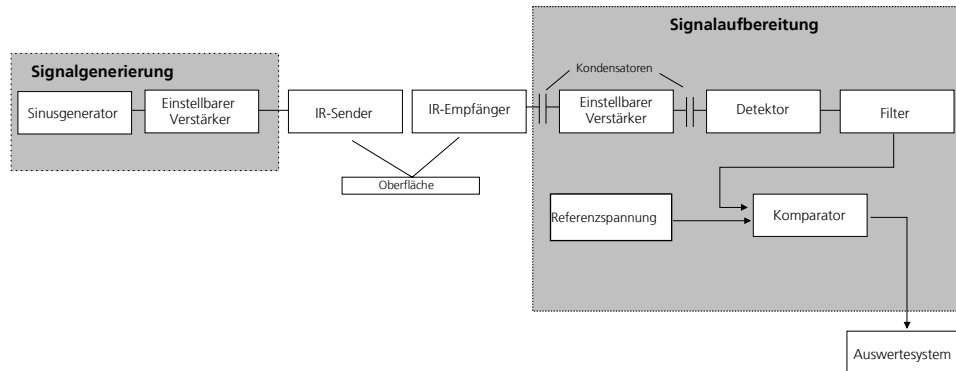 Signalaufbereitung
Signalgenerierung
Kondensatoren
Sinusgenerator
Einstellbarer
Verstärker
IR-Sender
IR-Empfänger
Einstellbarer
Verstärker
Detektor
Filter
Oberfläche
Referenzspannung
Komparator
Auswertesystem